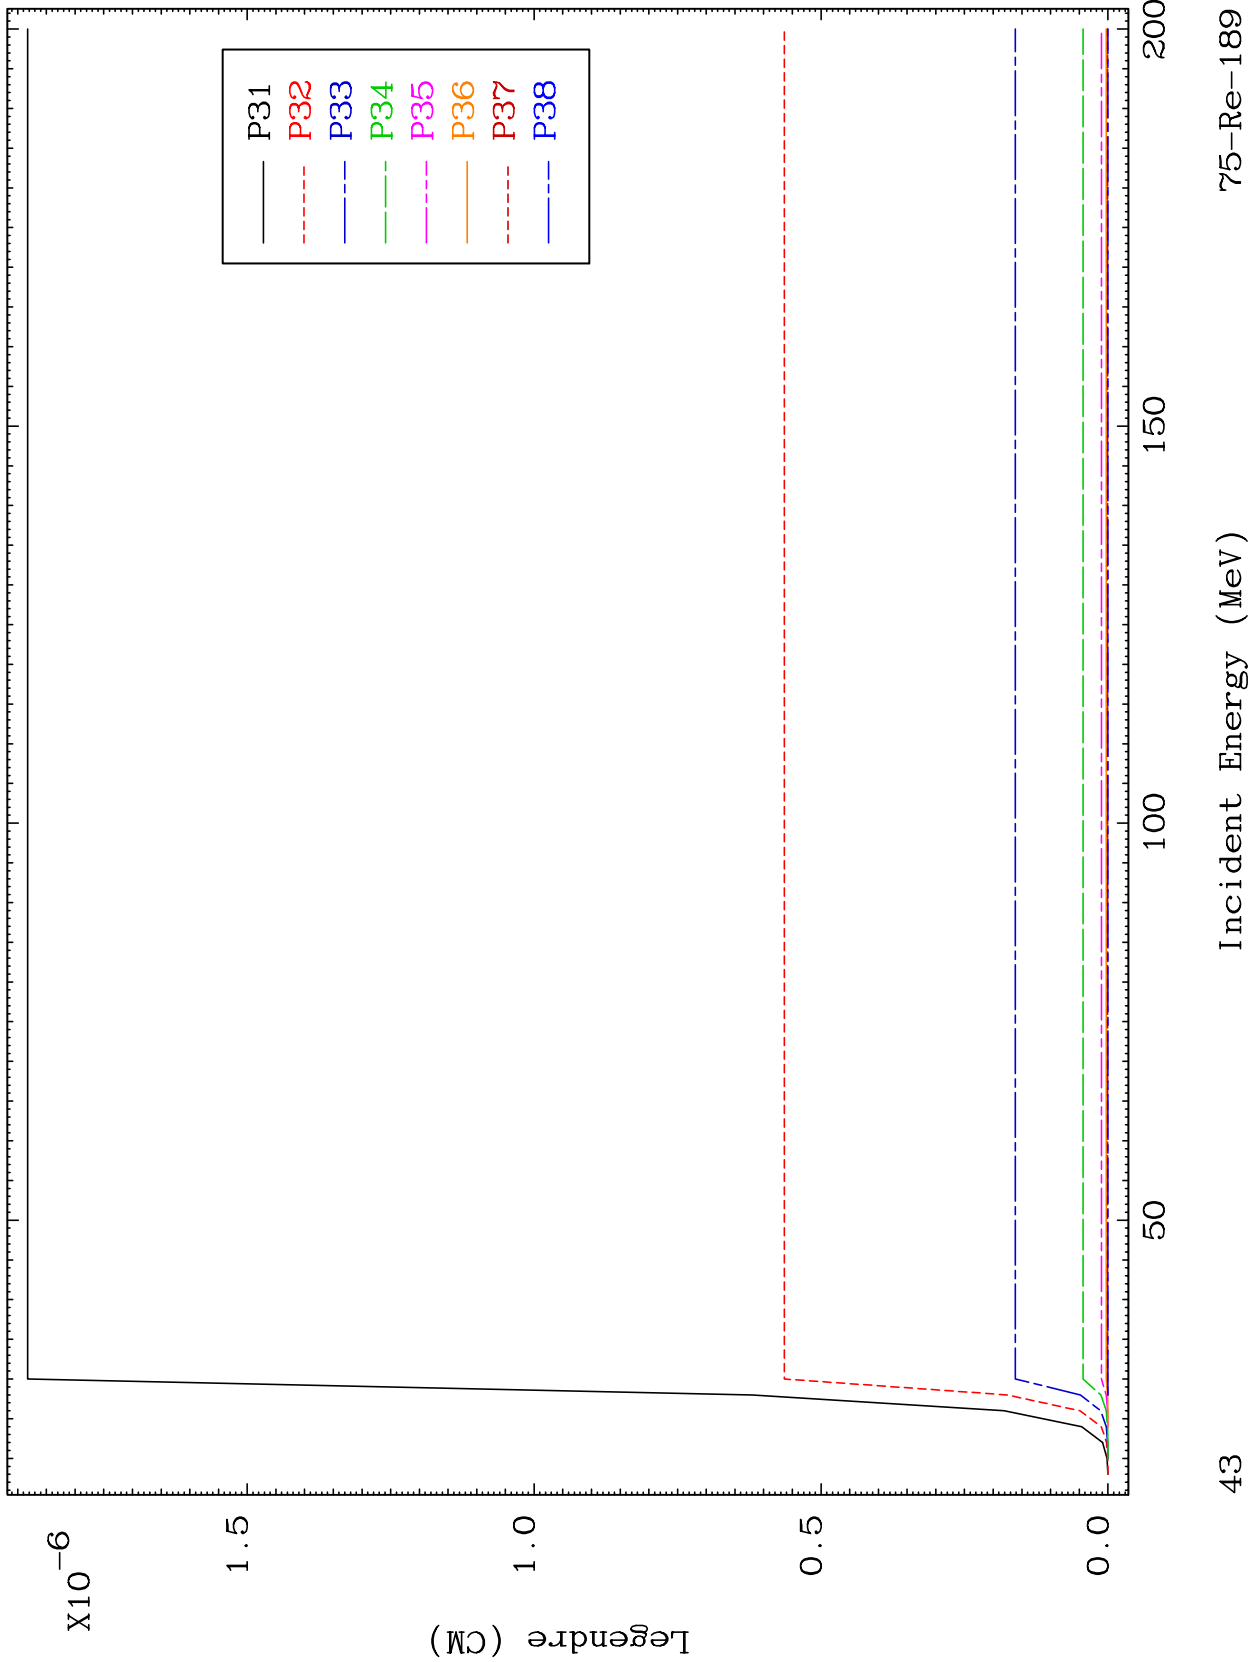 X10-6
Legendre (CM)
1.5
1.0
0.5
0.0
P31
P32
P33
P34
P35
P36
P37
P38
50
100
150
200
43
Incident Energy (MeV)
75-Re-189